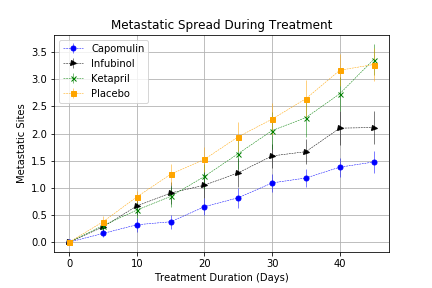 Metastatic Spread During Treatment
Capomulin
Infubinol
Ketapril
Placebo
Metastatic Sites
3.5
3.0
2.5
2.0
1.5
1.0
0.5
0.0
0 10 20 30 40
Treatment Duration (Days)